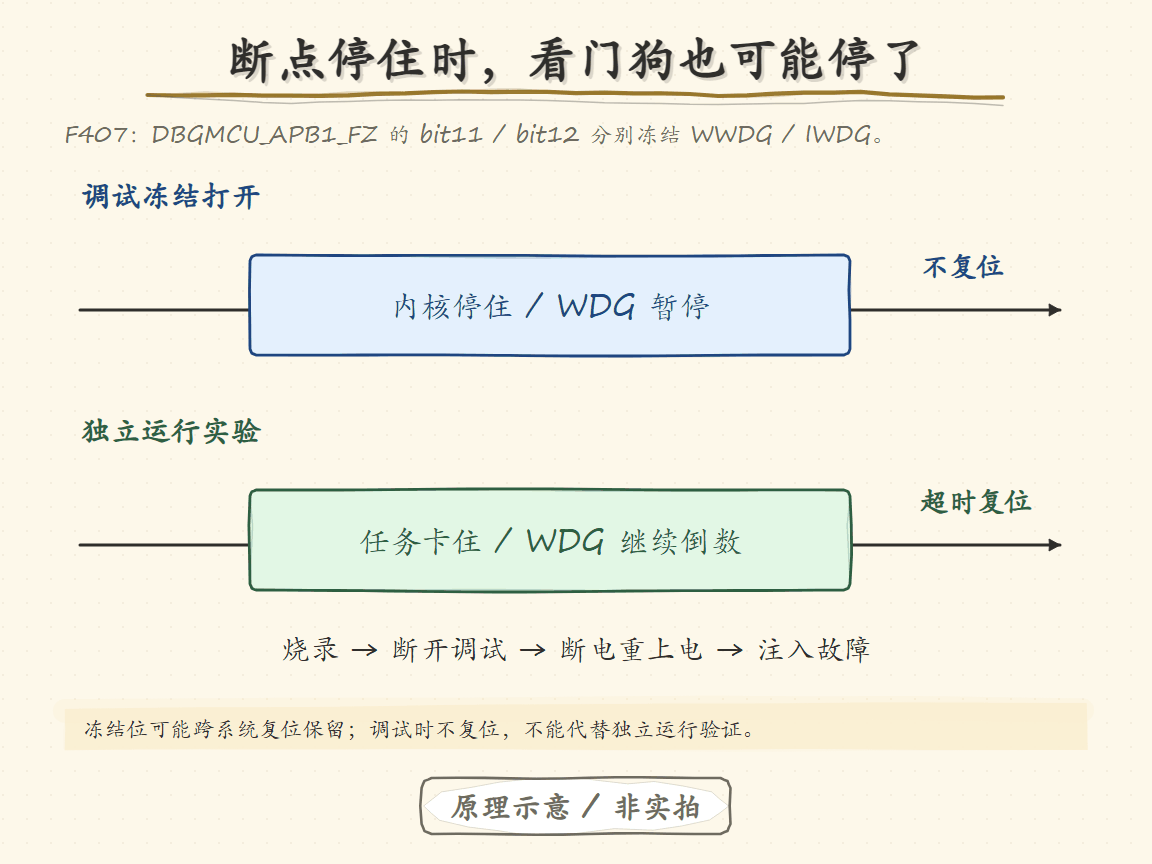 断点停住时，看门狗也可能停了
F407：DBGMCU_APB1_FZ 的 bit11 / bit12 分别冻结 WWDG / IWDG。
调试冻结打开
不复位
内核停住 / WDG 暂停
独立运行实验
超时复位
任务卡住 / WDG 继续倒数
烧录 → 断开调试 → 断电重上电 → 注入故障
冻结位可能跨系统复位保留；调试时不复位，不能代替独立运行验证。
原理示意 / 非实拍